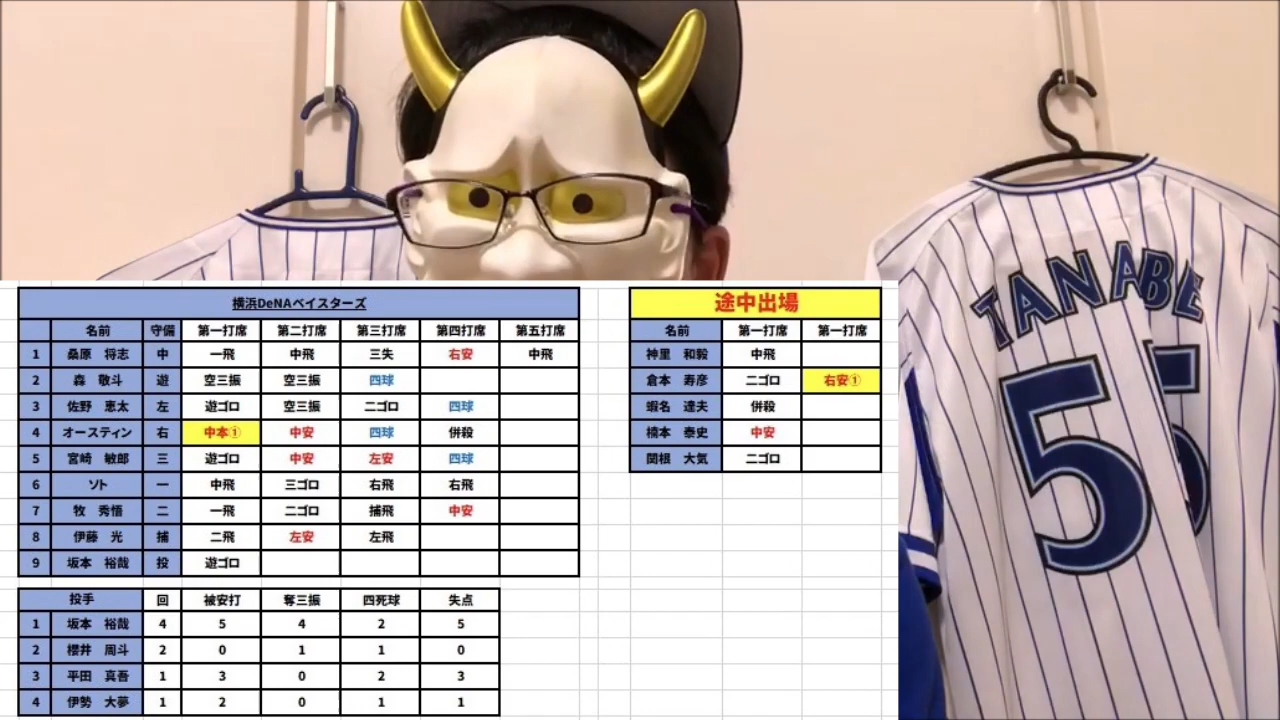 横浜DeNAベイスターズ
名前 守備 第一打席 第二打席 第三打席 第四打席 第五打席
1 桑原 将志 中 一飛 中飛 三失 右安 中飛
2 森 敬斗 遊 空三振 空三振 四球
3 佐野 恵太 左 遊ゴロ 空三振 二ゴロ 四球
4 オースティン 右 中本① 中安 四球 併殺
5 宮﨑 敏郎 三 遊ゴロ 中安 左安 四球
6 ソト 一 中飛 三ゴロ 右飛 右飛
7 牧 秀悟 二 一飛 二ゴロ 捕飛 中安
8 伊藤 光 捕 二飛 左安 左飛
9 坂本 裕哉 投 遊ゴロ
投手 回 被安打 奪三振 四死球 失点
1 坂本 裕哉 4 5 4 2 5
2 櫻井 周斗 2 0 1 1 0
3 平田 真吾 1 3 0 2 3
4 伊勢 大夢 1 2 0 1 1
途中出場
名前 第一打席 第一打席
神里 和毅 中飛
倉本 寿彦 二ゴロ 右安①
蝦名 達夫 併殺
楠本 泰史 中安
関根 大気 二ゴロ
TANABE
55